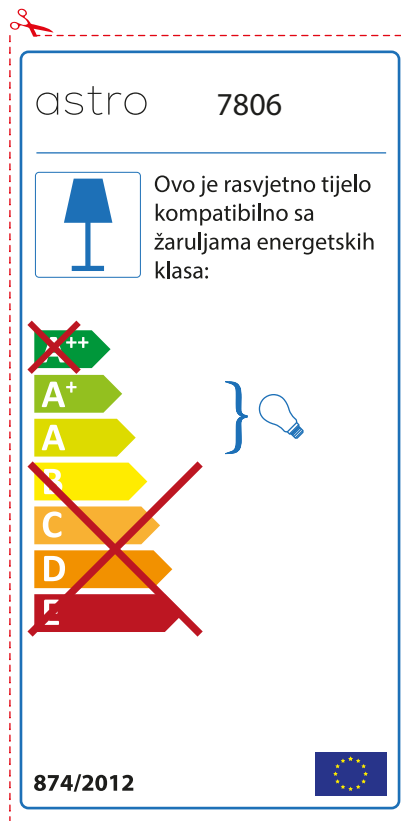 astro 7806
Ovo je rasvjetno tijelo
kompatibilno sa
žaruljama energetskih
klasa:
A++
A+
A
B
C
D
E
874/2012